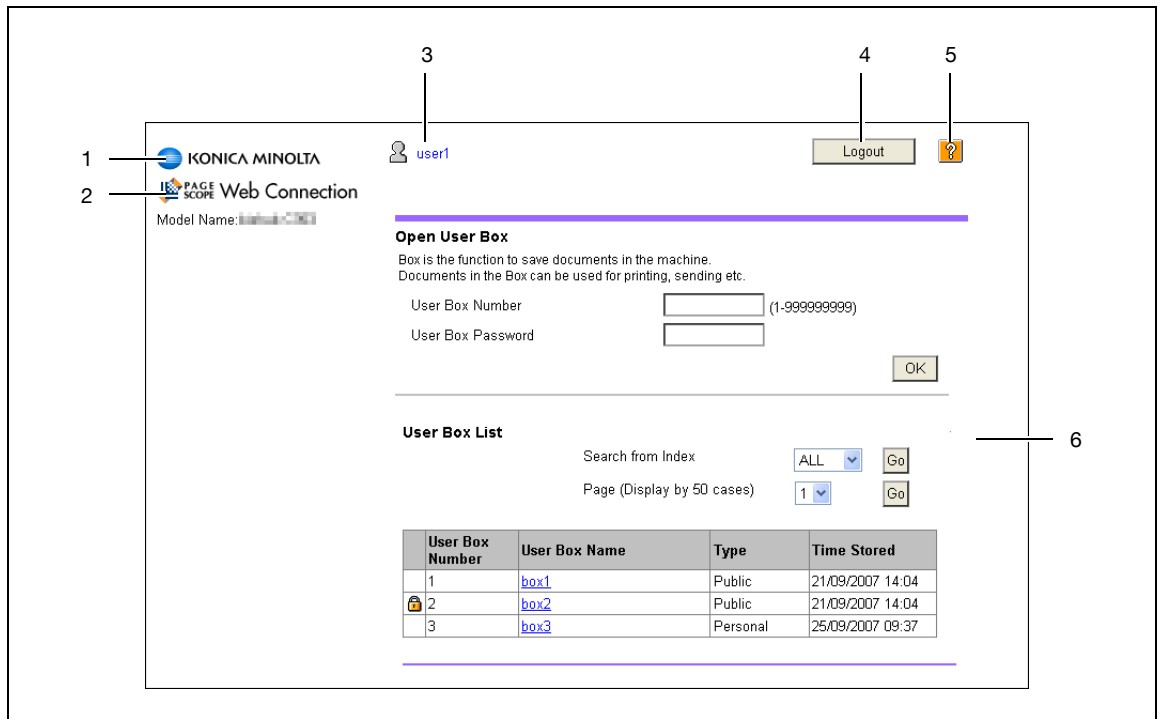 3 4 5
1 KONICA MINOLTA user1 Logout ?
2 PAGE SCOPE Web Connection
Model Name:
Open User Box
Box is the function to save documents in the machine.
Documents in the Box can be used for printing, sending etc.
User Box Number (1-999999999)
User Box Password
OK
User Box List 6
Search from Index ALL Go
Page (Display by 50 cases) 1 Go
User Box Number User Box Name Type Time Stored
1 box1 Public 21/09/2007 14:04
2 box2 Public 21/09/2007 14:04
3 box3 Personal 25/09/2007 09:37